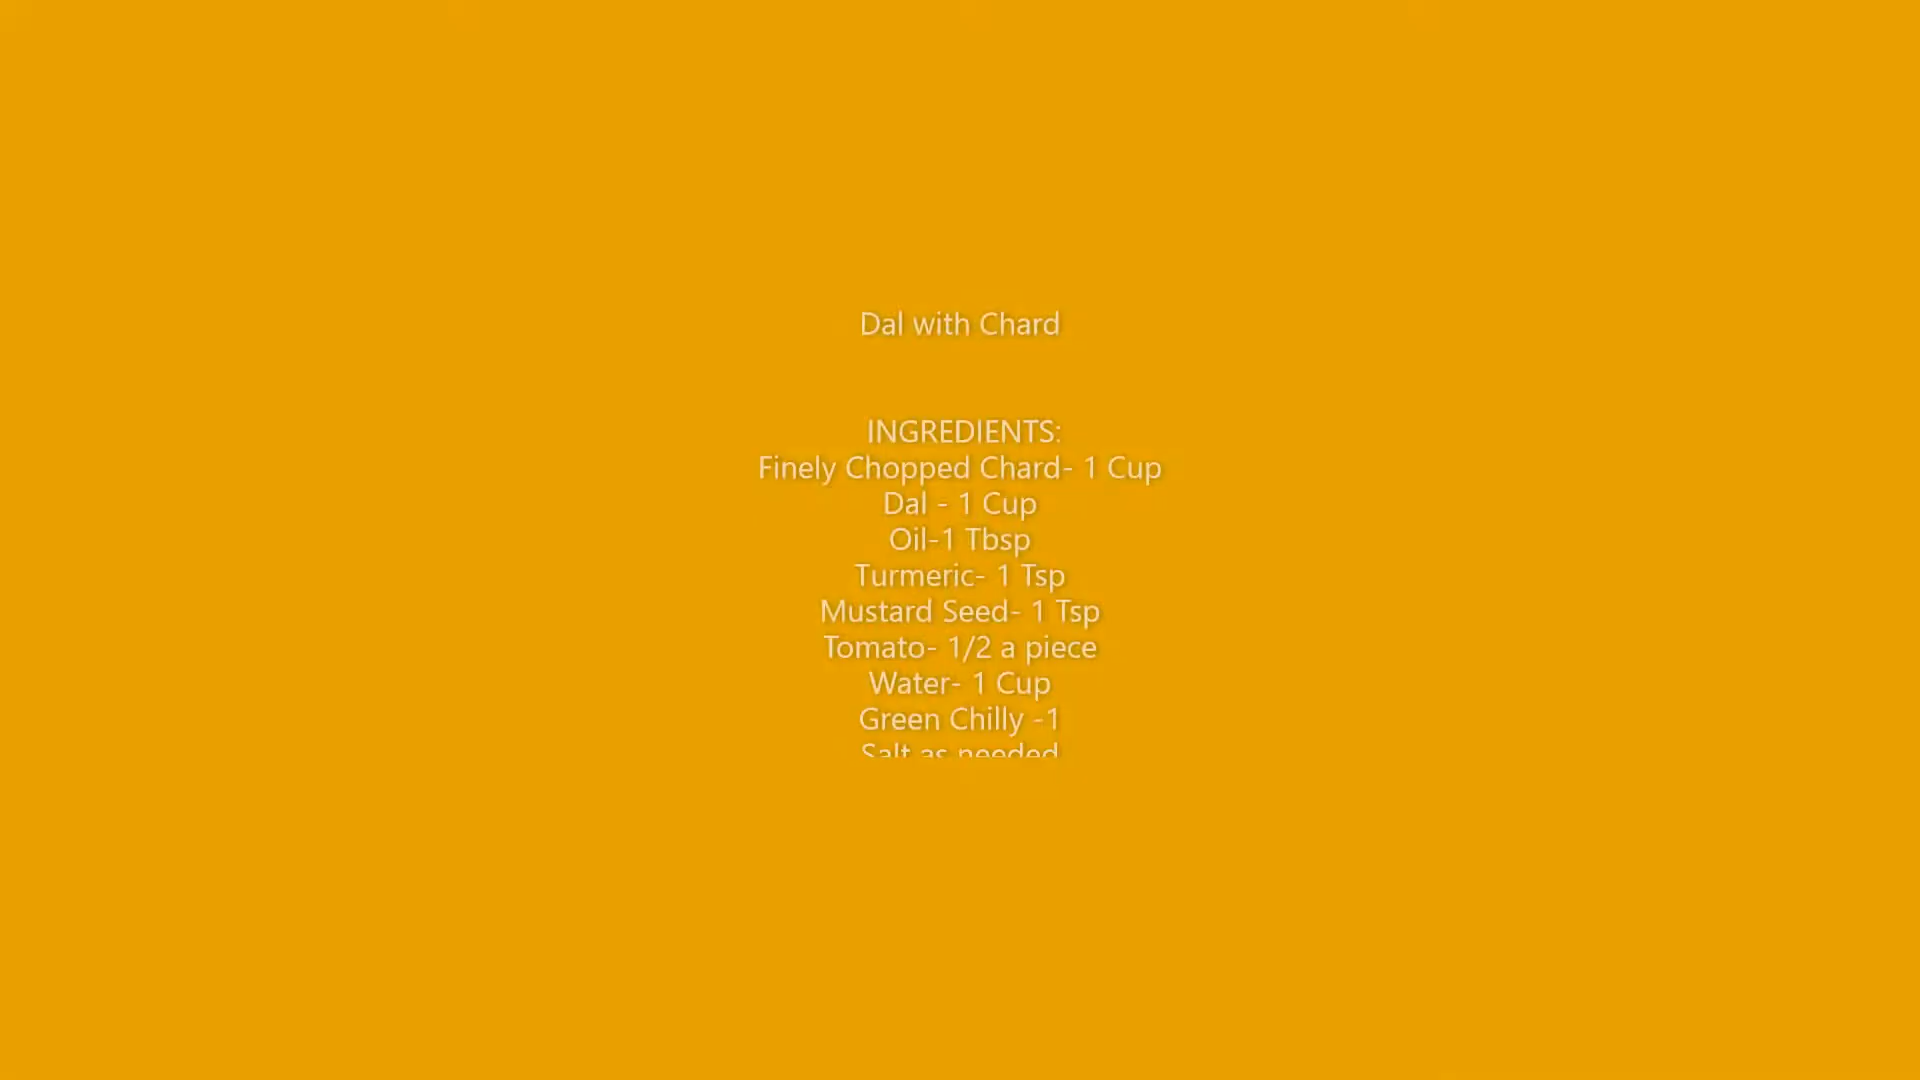 Dal with Chard
INGREDIENTS:
Finely Chopped Chard- 1 Cup
Dal - 1 Cup
Oil-1 Tbsp
Turmeric- 1 Tsp
Mustard Seed- 1 Tsp
Tomato- 1/2 a piece
Water- 1 Cup
Green Chilly -1
Salt as needed